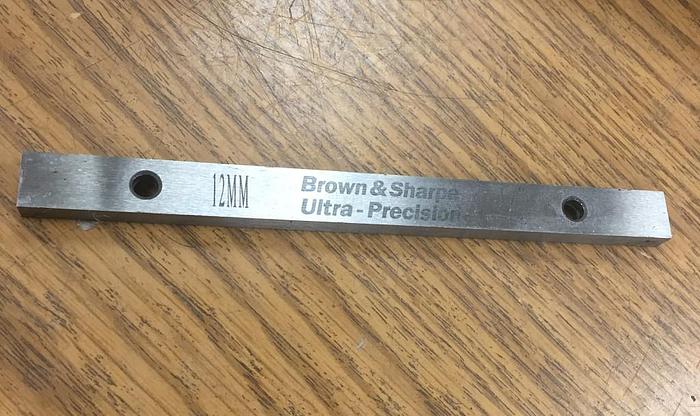 12MM
Brown & Sharpe
Ultra - Precision